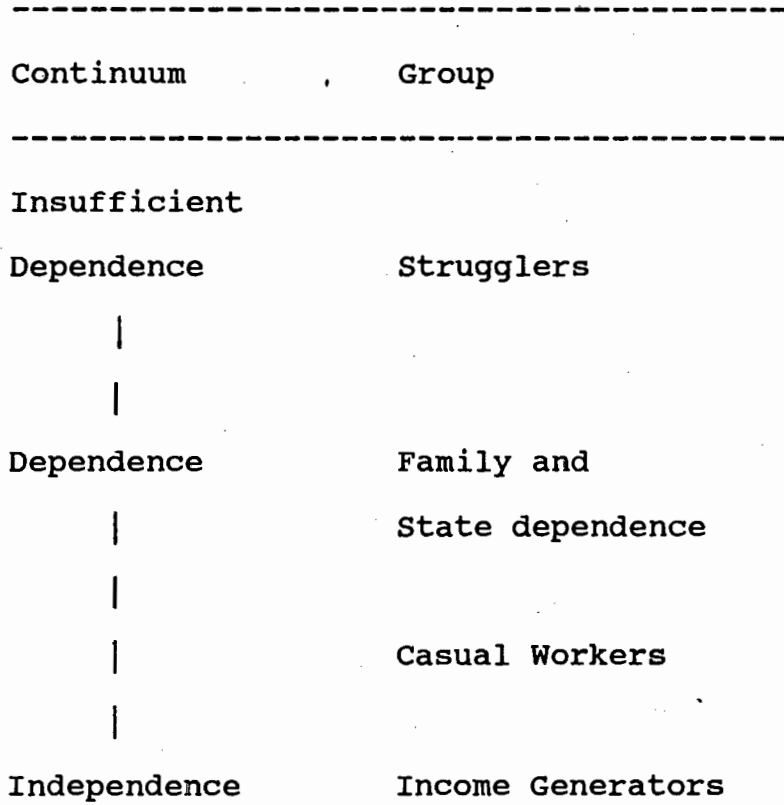 Continuum Group
Insufficient
Dependence Strugglers
|
|
Dependence Family and
| State dependence
|
| Casual Workers
|
Independence Income Generators